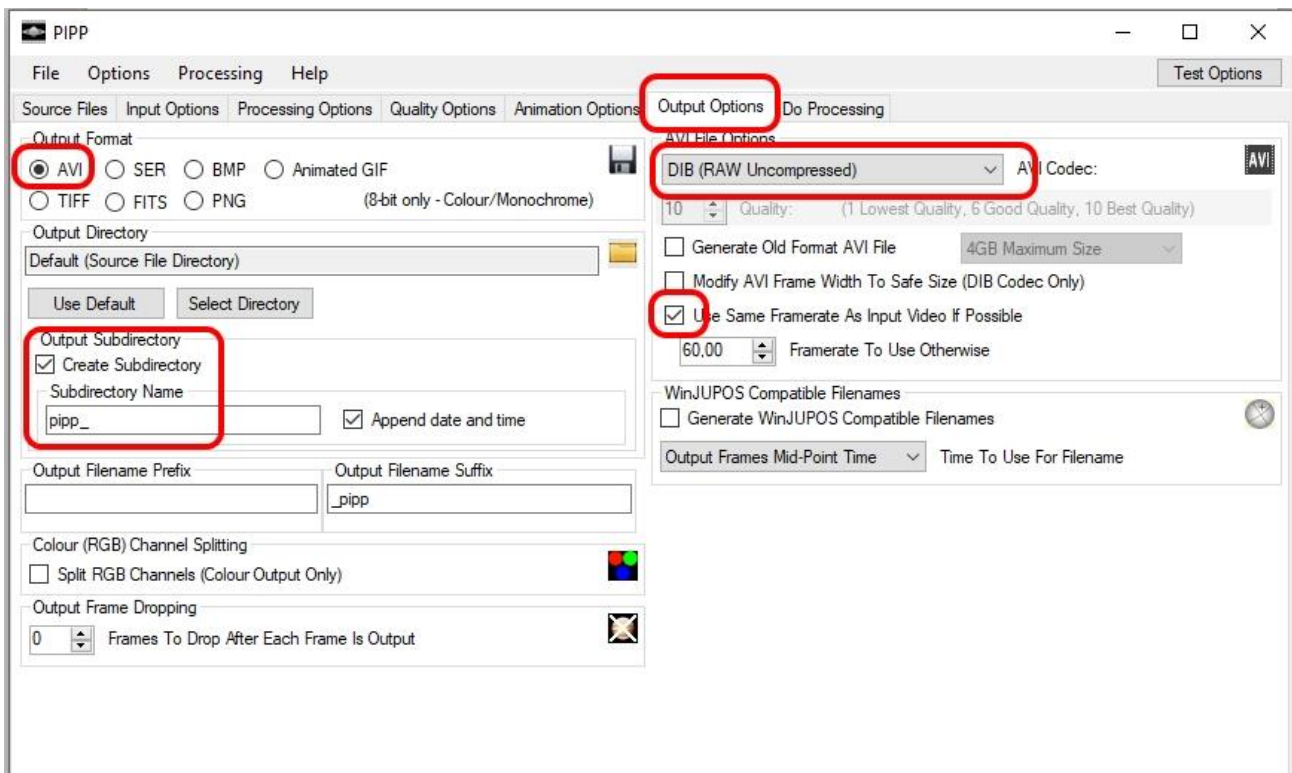 PIPP
File Options Processing Help
Test Options
Source Files Input Options Processing Options Quality Options Animation Options Output Options Do Processing
Output Format
AVI SER BMP Animated GIF
TIFF FITS PNG (8-bit only - Colour/Monochrome)
Output Directory
Default (Source File Directory)
Use Default Select Directory
Output Subdirectory
Create Subdirectory
Subdirectory Name
pipp_ Append date and time
Output Filename Prefix Output Filename Suffix
_pipp
Colour (RGB) Channel Splitting
Split RGB Channels (Colour Output Only)
Output Frame Dropping
0 Frames To Drop After Each Frame Is Output
AVI File Options
DIB (RAW Uncompressed) AVI Codec:
AVI
10 Quality: (1 Lowest Quality, 6 Good Quality, 10 Best Quality)
Generate Old Format AVI File 4GB Maximum Size
Modify AVI Frame Width To Safe Size (DIB Codec Only)
Use Same Framerate As Input Video If Possible
60,00 Framerate To Use Otherwise
WinJUPOS Compatible Filenames
Generate WinJUPOS Compatible Filenames
Output Frames Mid-Point Time Time To Use For Filename